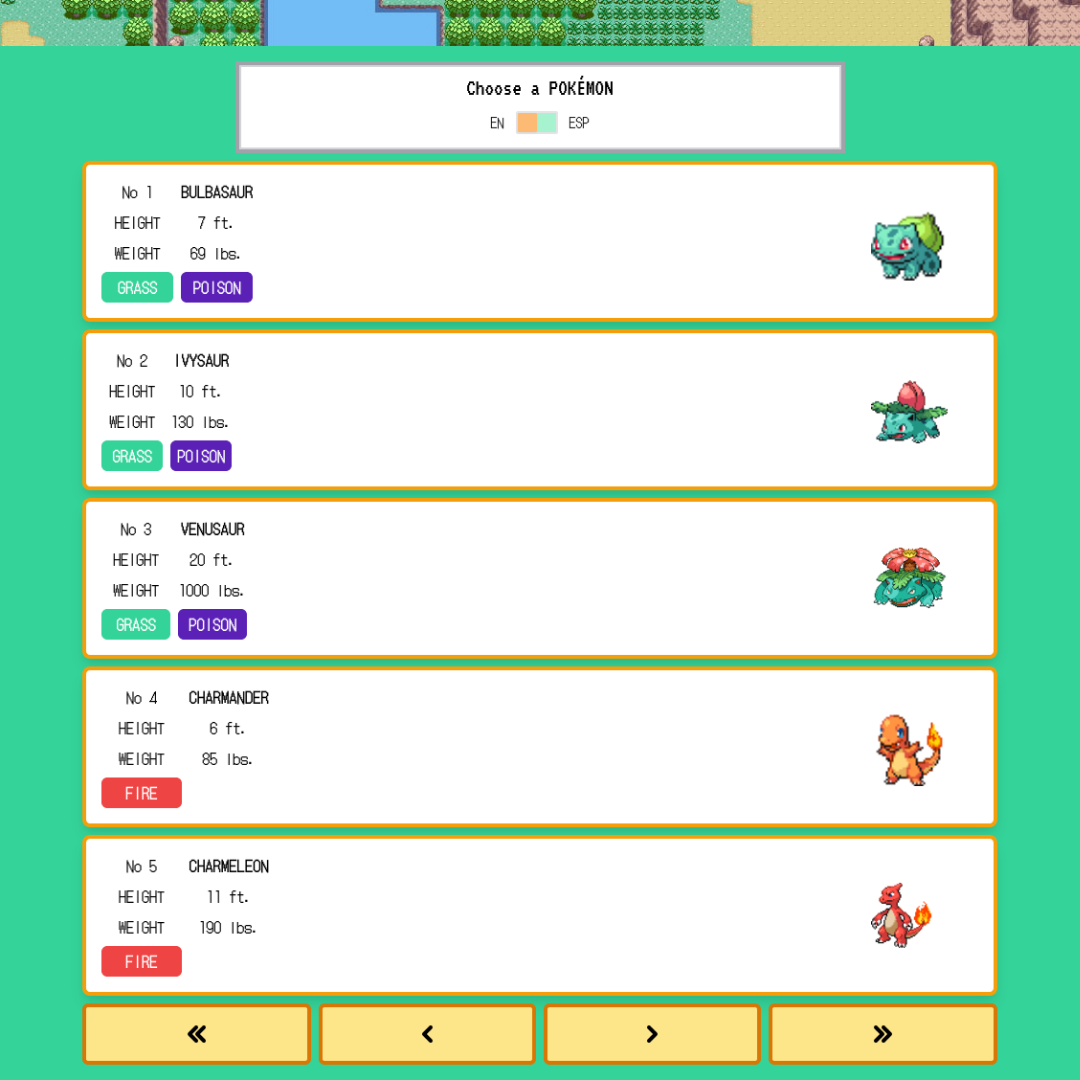 Choose a POKÉMON
EN ESP
No 1 BULBASAUR
HEIGHT 7 ft.
WEIGHT 69 lbs.
GRASS POISON
No 2 IVYSAUR
HEIGHT 10 ft.
WEIGHT 130 lbs.
GRASS POISON
No 3 VENUSAUR
HEIGHT 20 ft.
WEIGHT 1000 lbs.
GRASS POISON
No 4 CHARMANDER
HEIGHT 6 ft.
WEIGHT 85 lbs.
FIRE
No 5 CHARMELEON
HEIGHT 11 ft.
WEIGHT 190 lbs.
FIRE